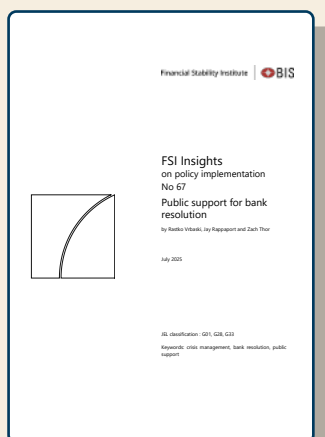 Financial Stability Institute
BIS
FSI Insights
on policy implementation
No 67
Public support for bank
resolution
by Rastko Vrbaski, Jay Rappaport and Zach Thor
July 2025
JEL classification : G01, G28, G33
Keywords: crisis management, bank resolution, public
support